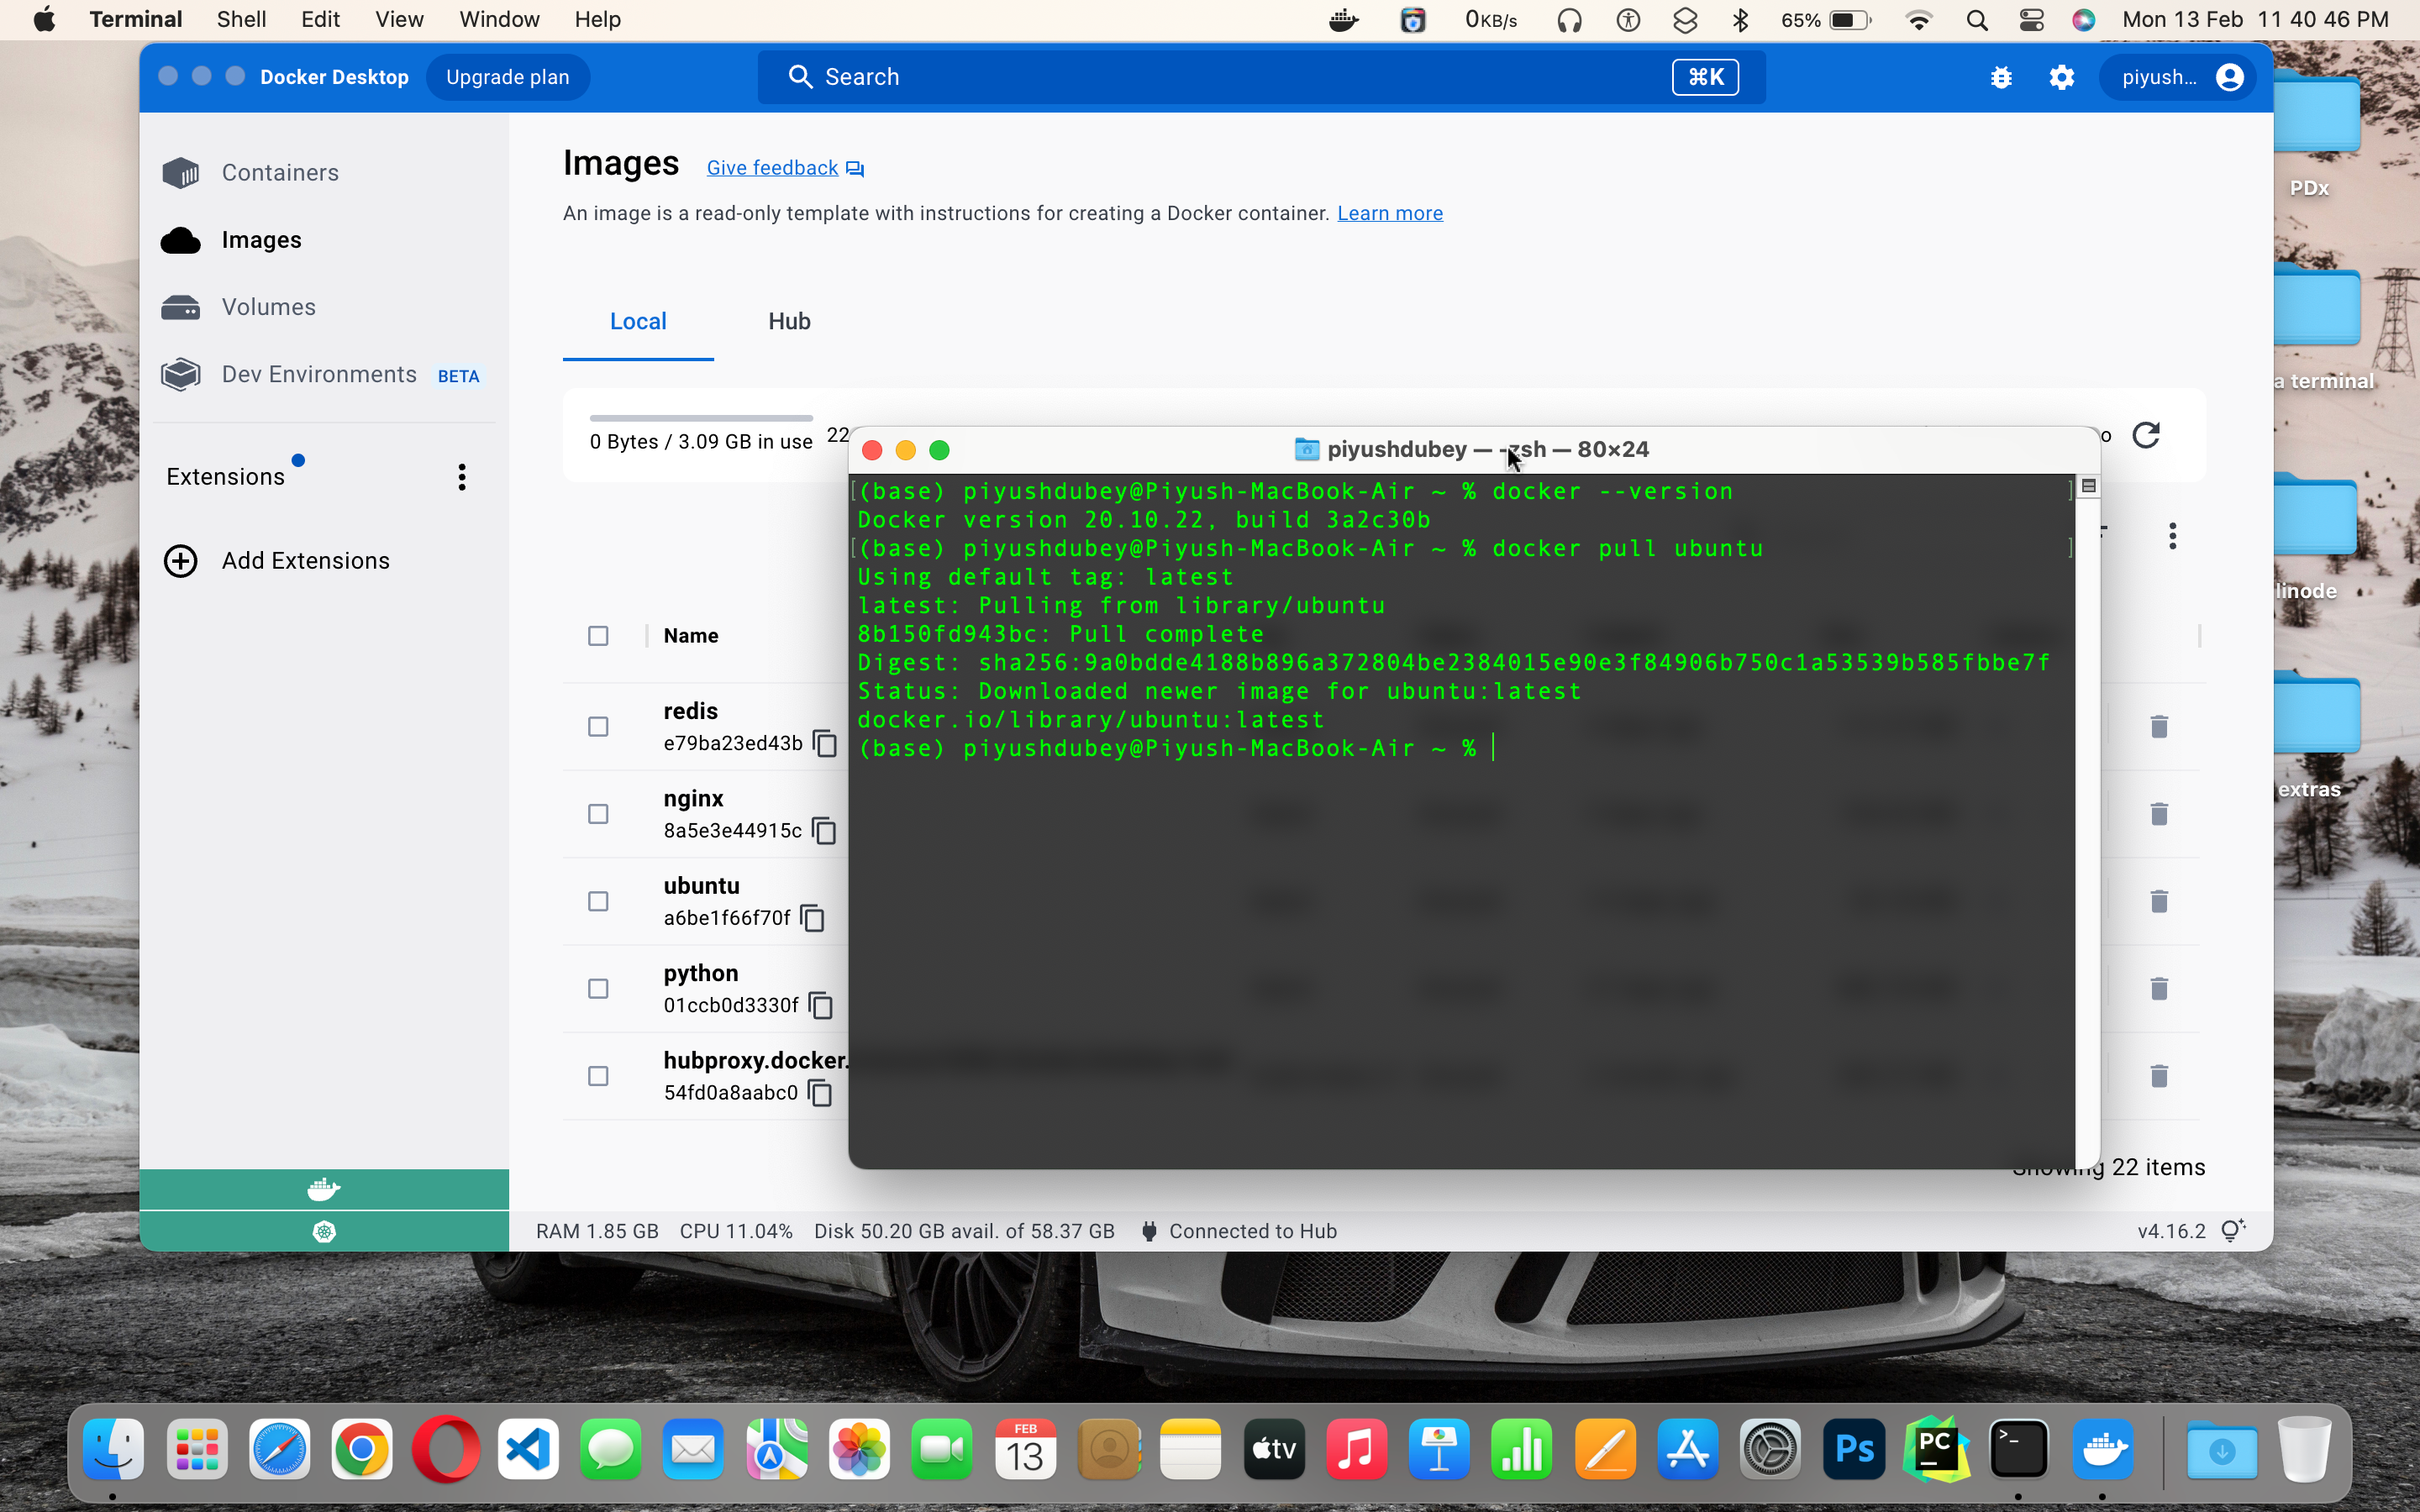 Terminal Shell Edit View Window Help 0KB/s 65% Mon 13 Feb 11 40 46 PM
Docker Desktop Upgrade plan Search ⌘K piyush...
Containers
Images
Volumes
Dev Environments BETA
Extensions
Add Extensions
Images Give feedback
An image is a read-only template with instructions for creating a Docker container. Learn more
Local Hub
0 Bytes / 3.09 GB in use 22
Name
redis
e79ba23ed43b
nginx
8a5e3e44915c
ubuntu
a6be1f66f70f
python
01ccb0d3330f
hubproxy.docker.
54fd0a8aabc0
piyushdubey — -zsh — 80×24
(base) piyushdubey@Piyush-MacBook-Air ~ % docker --version
Docker version 20.10.22, build 3a2c30b
(base) piyushdubey@Piyush-MacBook-Air ~ % docker pull ubuntu
Using default tag: latest
latest: Pulling from library/ubuntu
8b150fd943bc: Pull complete
Digest: sha256:9a0bdde4188b896a372804be2384015e90e3f84906b750c1a53539b585fbbe7f
Status: Downloaded newer image for ubuntu:latest
docker.io/library/ubuntu:latest
(base) piyushdubey@Piyush-MacBook-Air ~ %
Showing 22 items
RAM 1.85 GB CPU 11.04% Disk 50.20 GB avail. of 58.37 GB Connected to Hub v4.16.2
PDx
a terminal
linode
extras
FEB
13
tv
Ps
PC